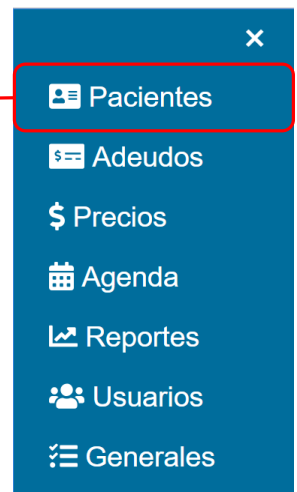 ×
Pacientes
Adeudos
$ Precios
Agenda
Reportes
Usuarios
Generales